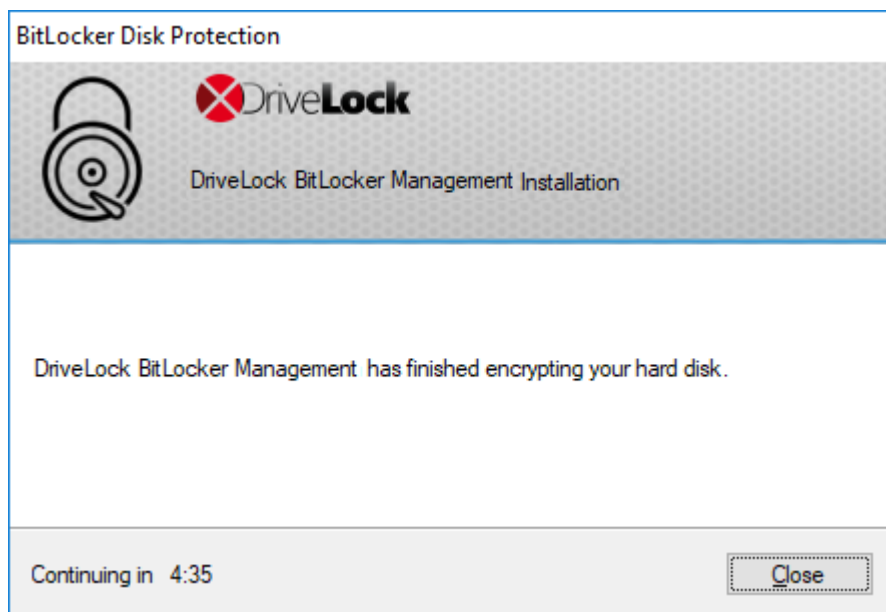 BitLocker Disk Protection
DriveLock
DriveLock BitLocker Management Installation
DriveLock BitLocker Management has finished encrypting your hard disk.
Continuing in 4:35
Close